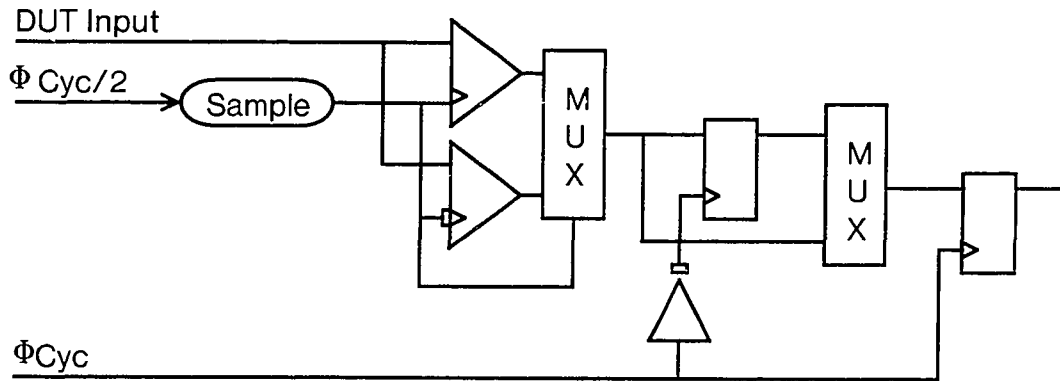 DUT Input
Φ Cyc/2
Sample
M
U
X
M
U
X
ΦCyc